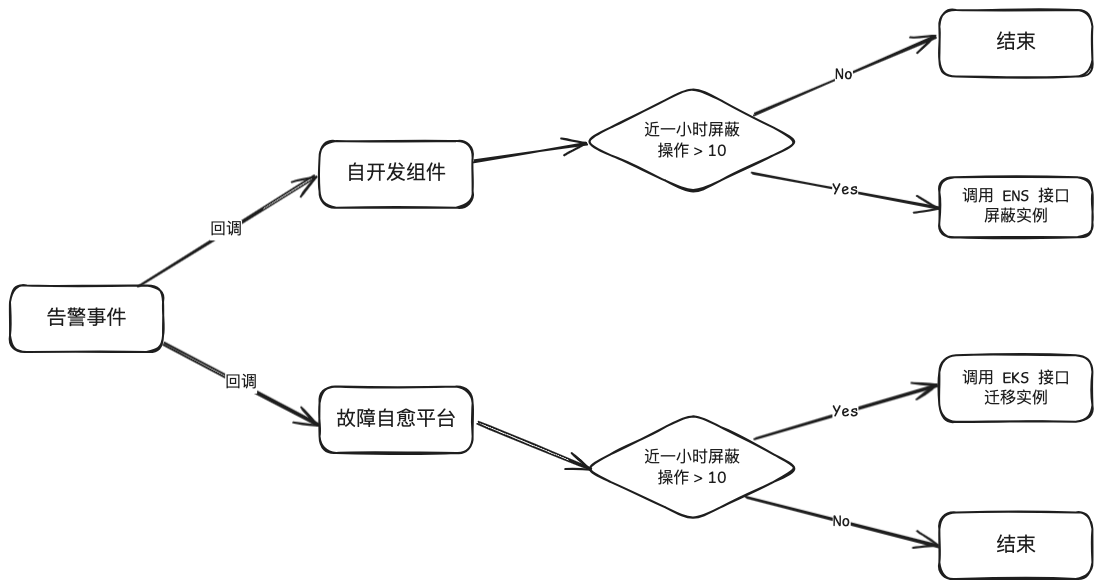 结束
No
近一小时屏蔽
操作 > 10
自开发组件
Yes
调用 ENS 接口
屏蔽实例
回调
告警事件
回调
故障自愈平台
调用 EKS 接口
迁移实例
Yes
近一小时屏蔽
操作 > 10
No
结束